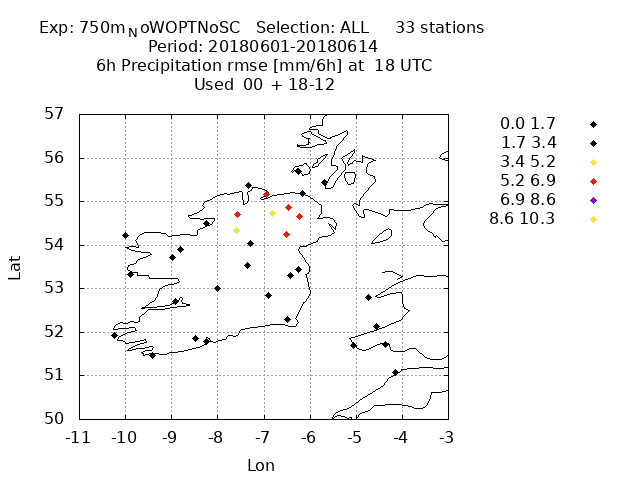 Exp: 750m_NoWOPTNoSC   Selection: ALL     33 stations
Period: 20180601-20180614
6h Precipitation rmse [mm/6h] at  18 UTC
Used  00 + 18-12
0.0 1.7
1.7 3.4
3.4 5.2
5.2 6.9
6.9 8.6
8.6 10.3
57
56
55
54
53
52
51
50
Lat
-11 -10 -9 -8 -7 -6 -5 -4 -3
Lon